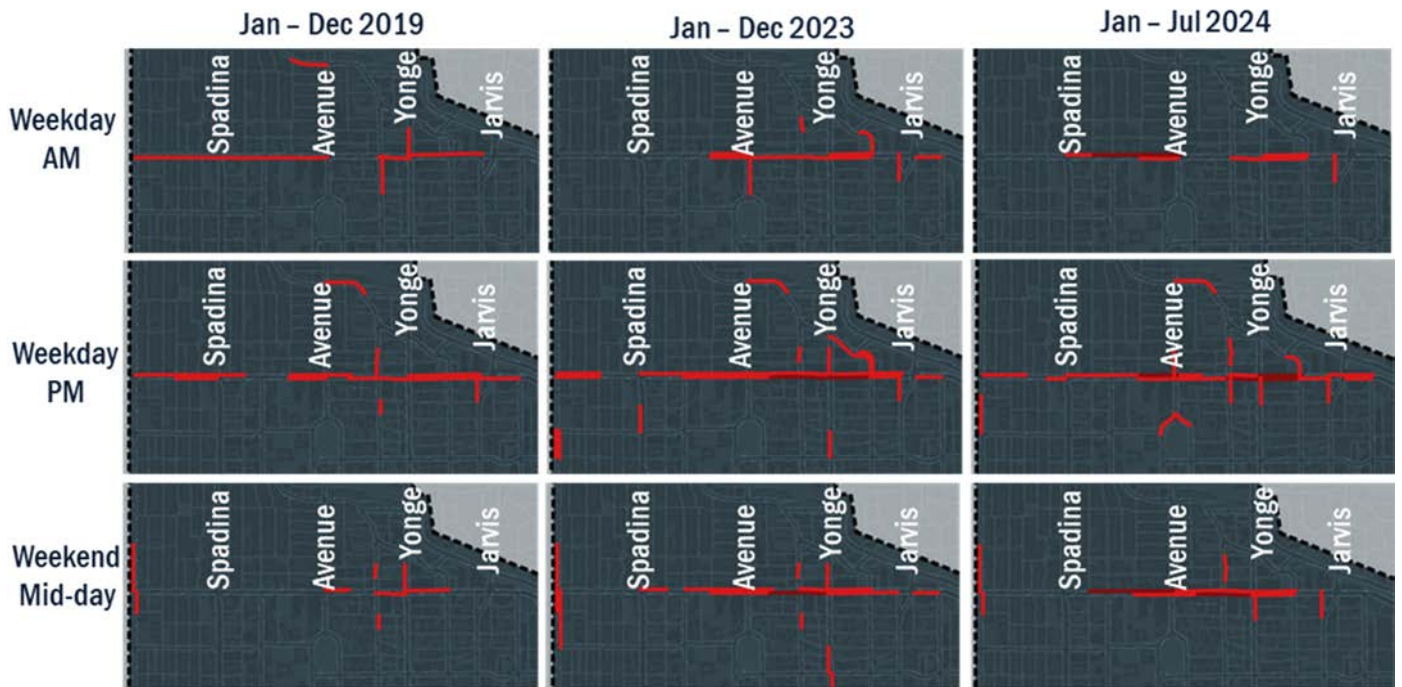 Jan – Dec 2019
Jan – Dec 2023
Jan – Jul 2024
Weekday
AM
Spadina
Avenue
Yonge
Jarvis
Spadina
Avenue
Yonge
Jarvis
Spadina
Avenue
Yonge
Jarvis
Weekday
PM
Spadina
Avenue
Yonge
Jarvis
Spadina
Avenue
Yonge
Jarvis
Spadina
Avenue
Yonge
Jarvis
Weekend
Mid-day
Spadina
Avenue
Yonge
Jarvis
Spadina
Avenue
Yonge
Jarvis
Spadina
Avenue
Yonge
Jarvis